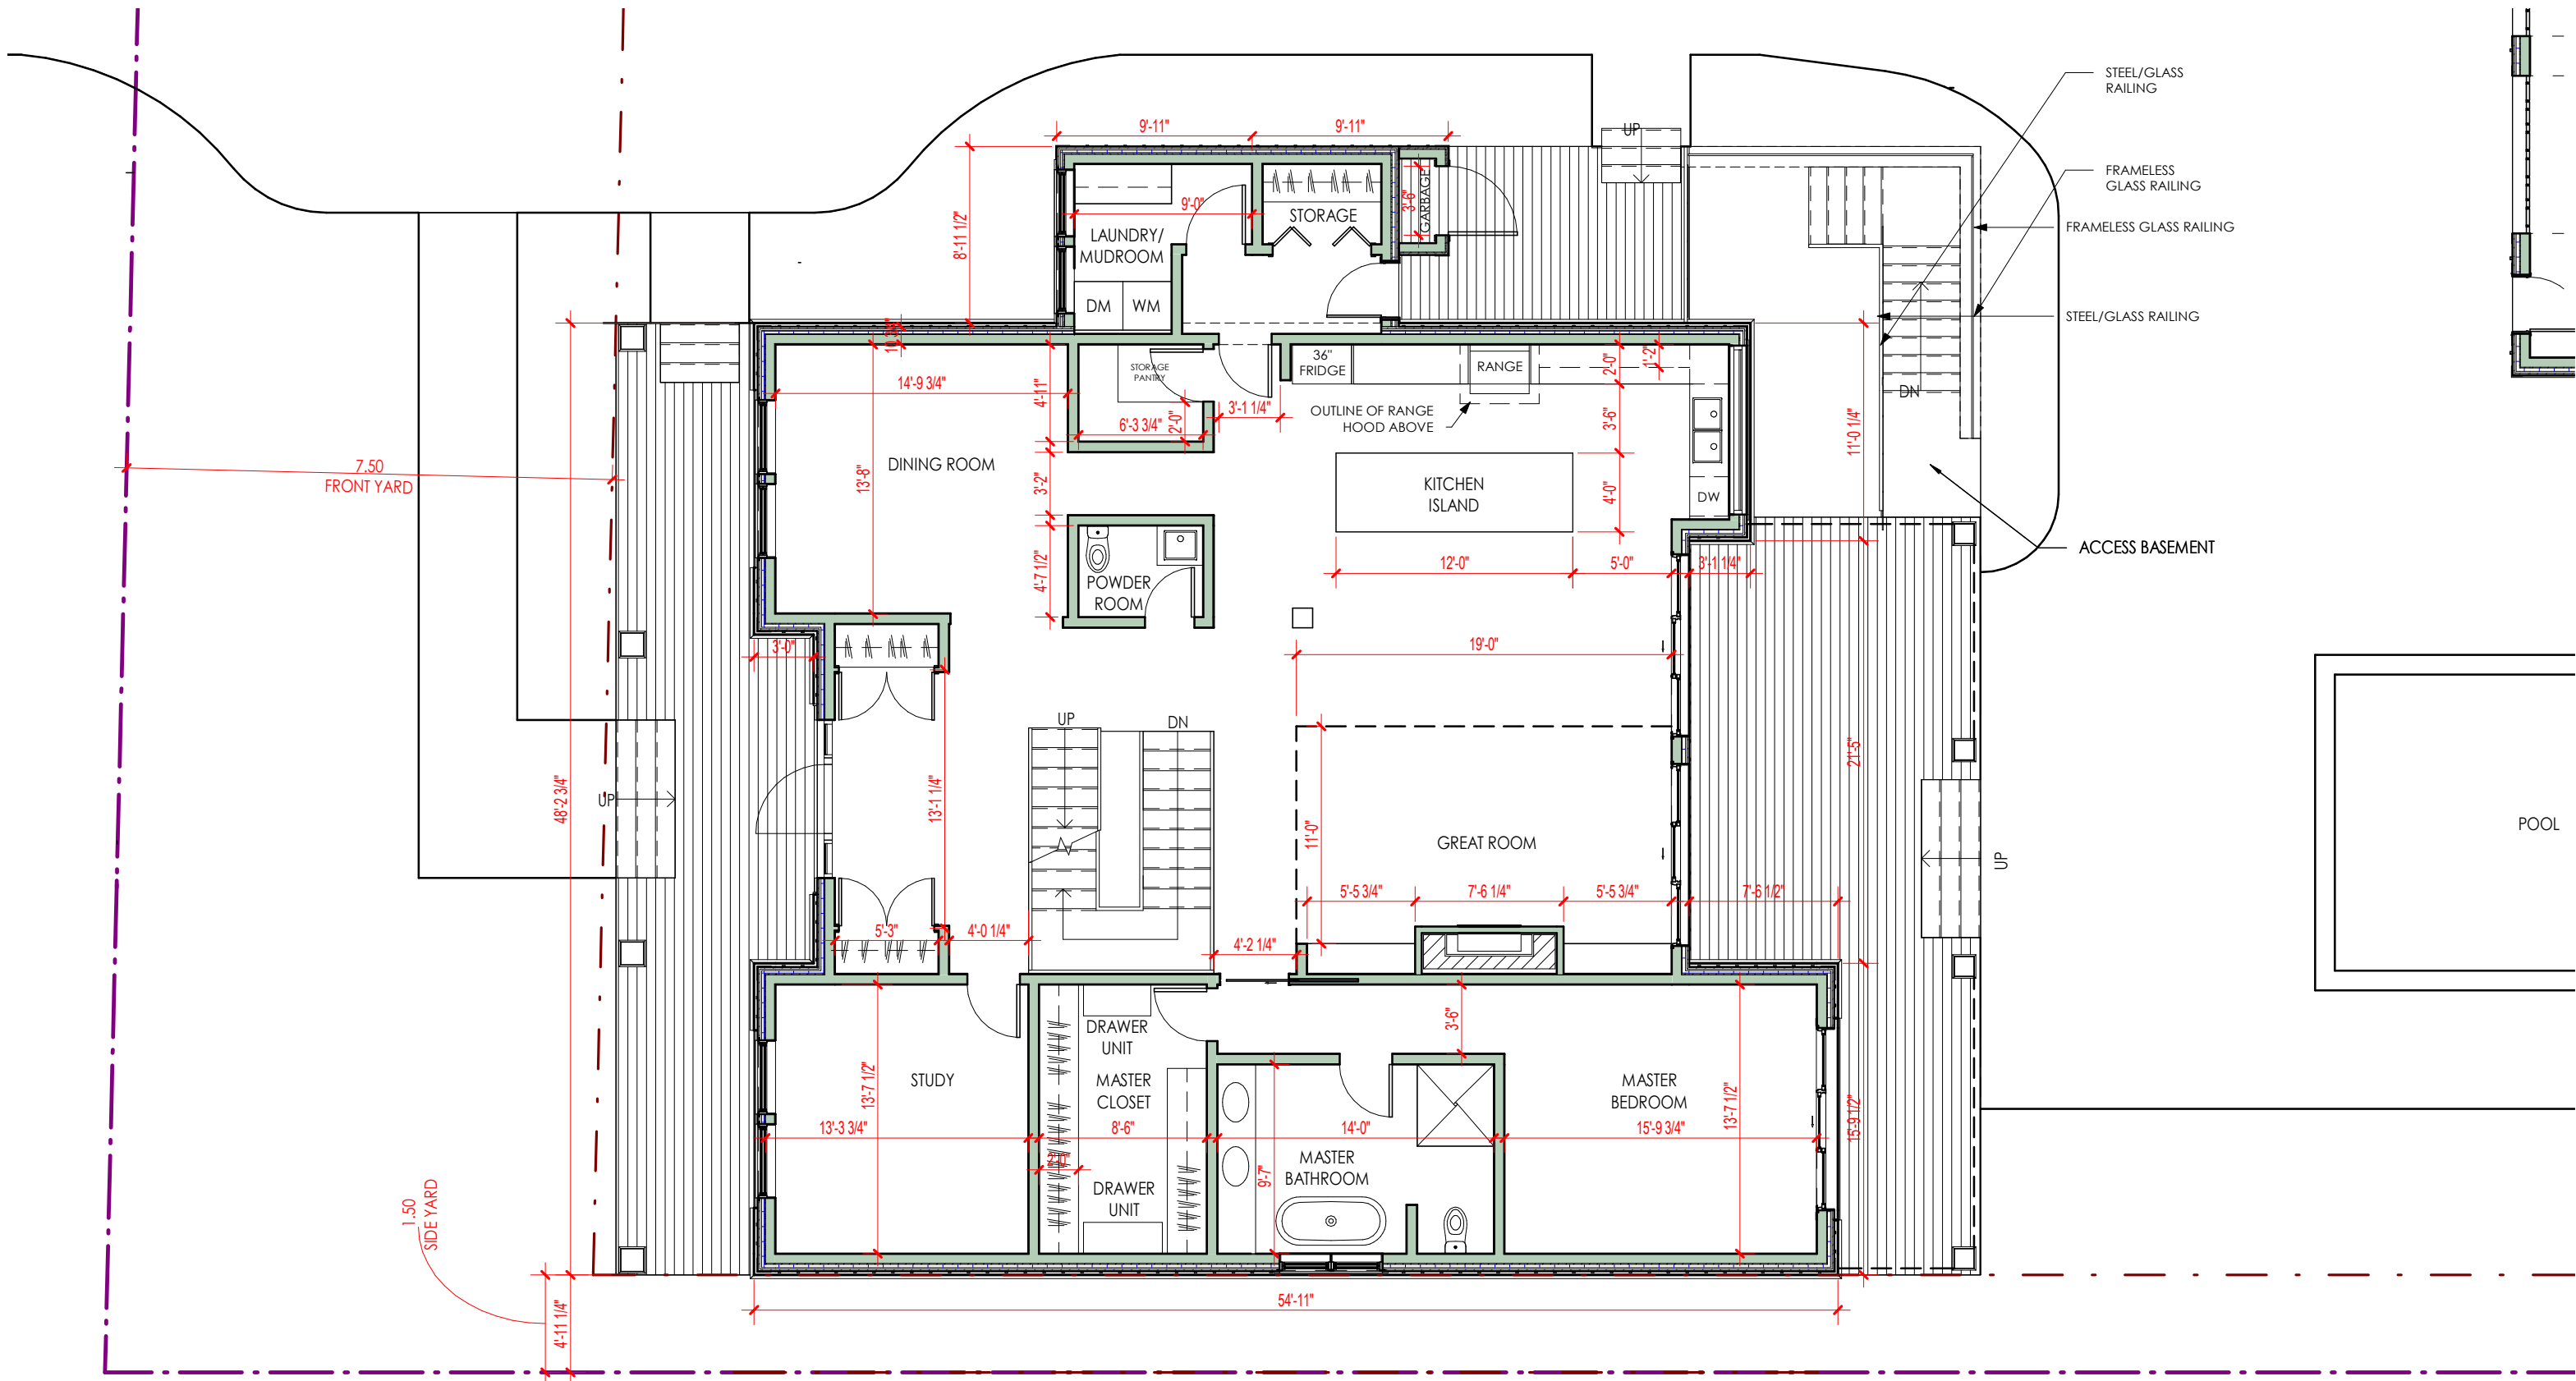 STEEL/GLASS
RAILING
9'-11"
9'-11"
UP
FRAMELESS
GLASS RAILING
FRAMELESS GLASS RAILING
STEEL/GLASS RAILING
8'-11 1/2"
9'-0"
STORAGE
3'-6"
GARBAGE
LAUNDRY/
MUDROOM
DM
WM
STORAGE
PANTRY
36"
FRIDGE
RANGE
2'-0"
1'-2"
14'-9 3/4"
4'-11"
6'-3 3/4"
2'-0"
3'-1 1/4"
OUTLINE OF RANGE
HOOD ABOVE
3'-6"
DN
11'-0 1/4"
7.50
FRONT YARD
DINING ROOM
13'-8"
3'-2"
KITCHEN
ISLAND
4'-0"
DW
ACCESS BASEMENT
4'-7 1/2"
POWDER
ROOM
12'-0"
5'-0"
3'-1 1/4"
3'-0"
19'-0"
UP
DN
48'-2 3/4"
UP
13'-1 1/4"
11'-0"
GREAT ROOM
21'-5"
UP
POOL
5'-5 3/4"
7'-6 1/4"
5'-5 3/4"
7'-6 1/2"
5'-3"
4'-0 1/4"
4'-2 1/4"
3'-6"
DRAWER
UNIT
STUDY
13'-7 1/2"
MASTER
CLOSET
MASTER
BEDROOM
13'-7 1/2"
15'-9 1/2"
13'-3 3/4"
8'-6"
14'-0"
15'-9 3/4"
2'-0"
9'-7"
MASTER
BATHROOM
DRAWER
UNIT
1.50
SIDE YARD
4'-11 1/4"
54'-11"